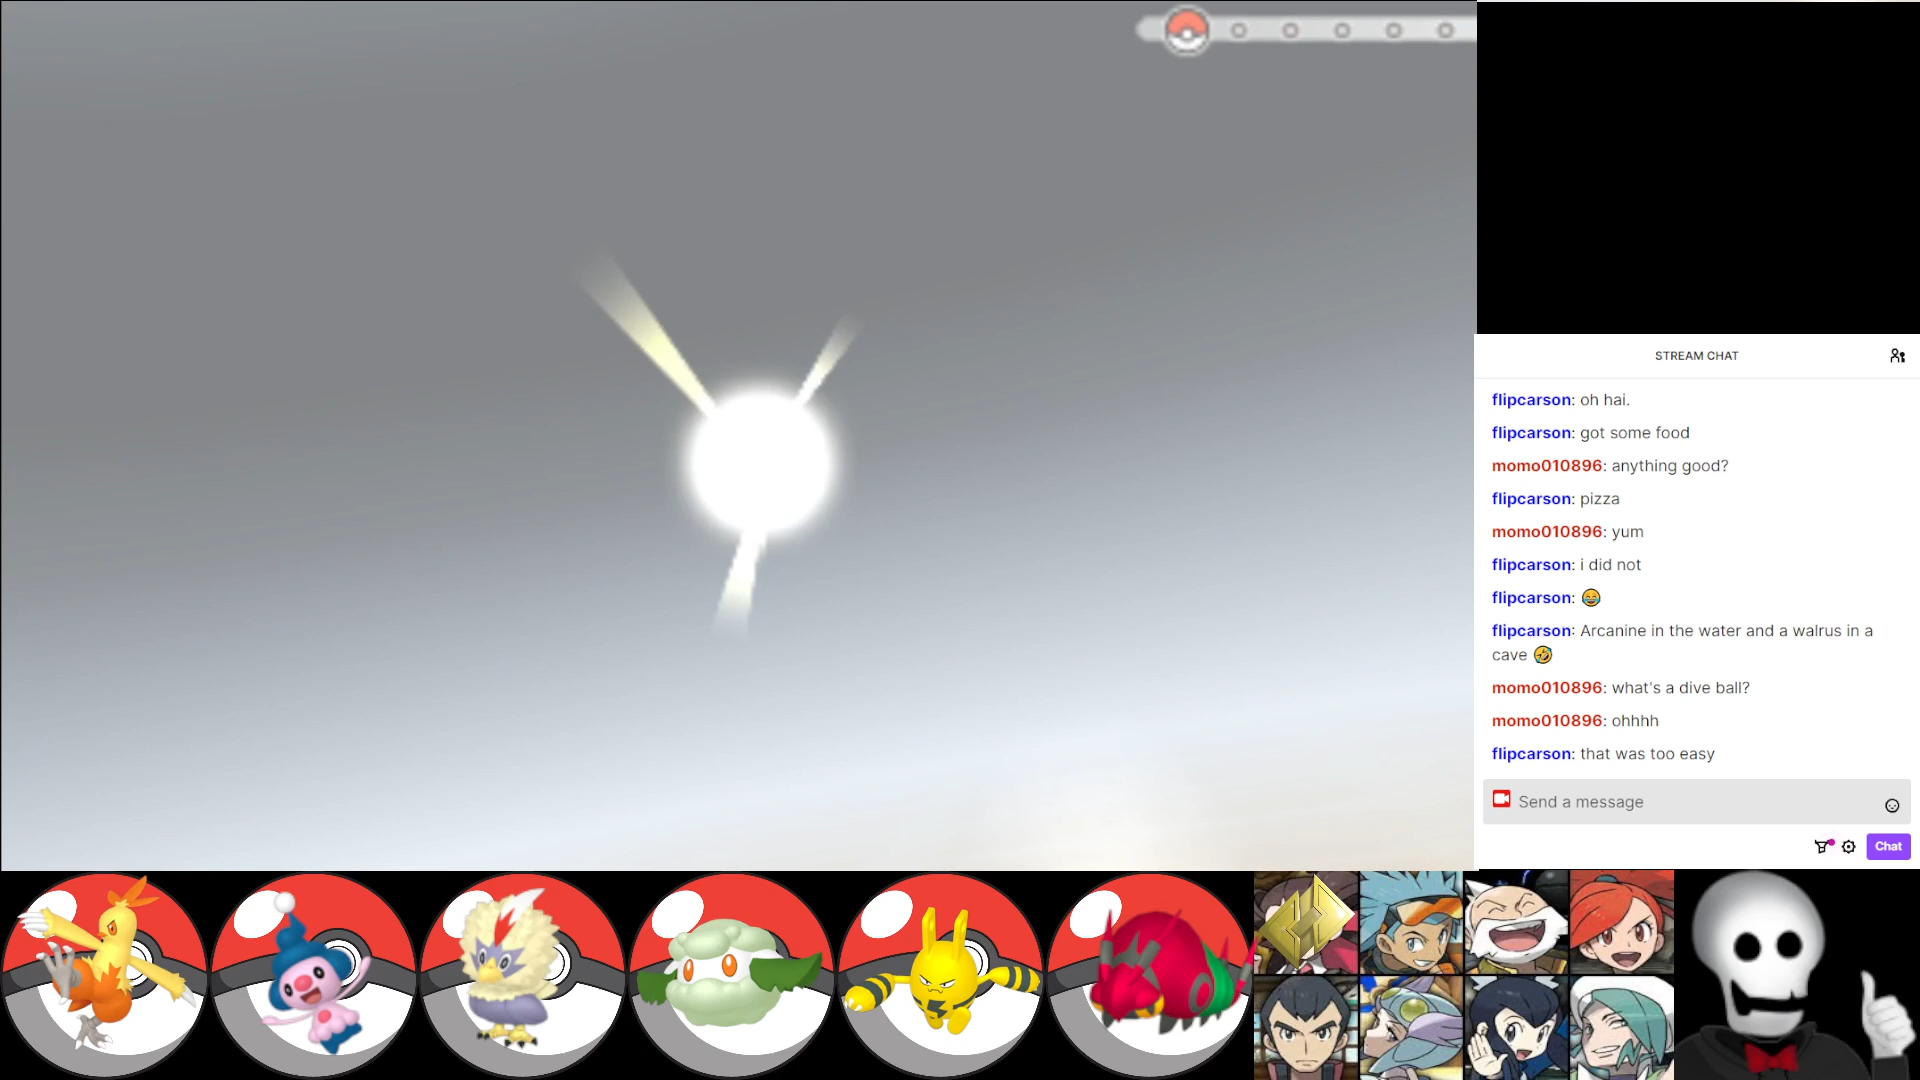 STREAM CHAT
flipcarson: oh hai.
flipcarson: got some food
momo010896: anything good?
flipcarson: pizza
momo010896: yum
flipcarson: i did not
flipcarson: 😂
flipcarson: Arcanine in the water and a walrus in a
cave 🤣
momo010896: what's a dive ball?
momo010896: ohhhh
flipcarson: that was too easy
Send a message
Chat